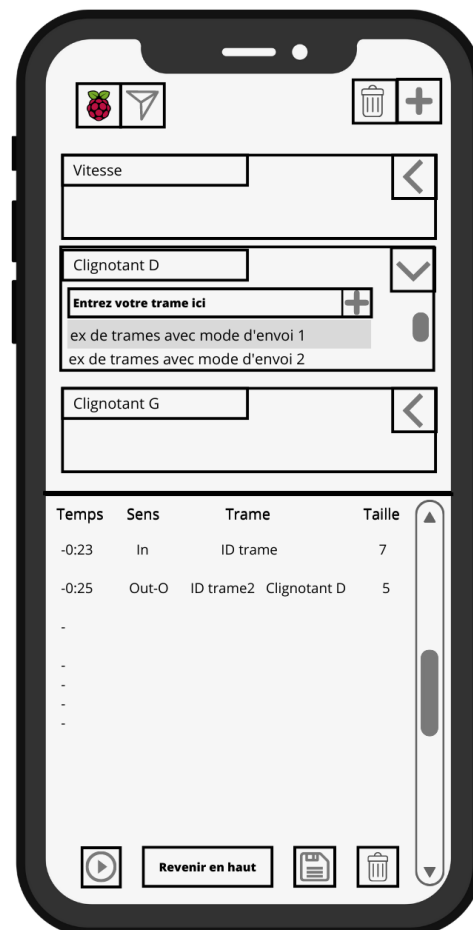 Vitesse
Clignotant D
Entrez votre trame ici
ex de trames avec mode d'envoi 1
ex de trames avec mode d'envoi 2
Clignotant G
Temps Sens Trame Taille
-0:23 In ID trame 7
-0:25 Out-O ID trame2 Clignotant D 5
-
-
-
-
-
Revenir en haut